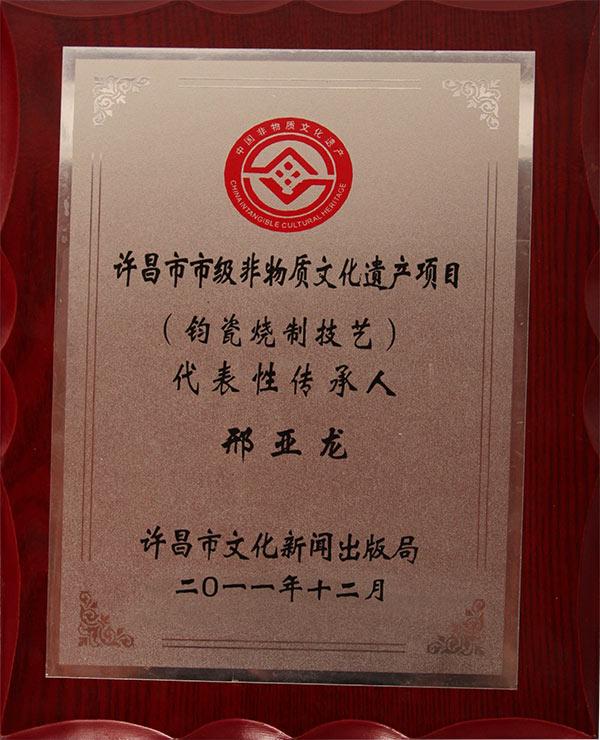 中国非物质文化遗产
CHINA INTANGIBLE CULTURAL HERITAGE
许昌市市级非物质文化遗产项目
（钧瓷烧制技艺）
代表性传承人
邢亚龙
许昌市文化新闻出版局
二〇一一年十二月